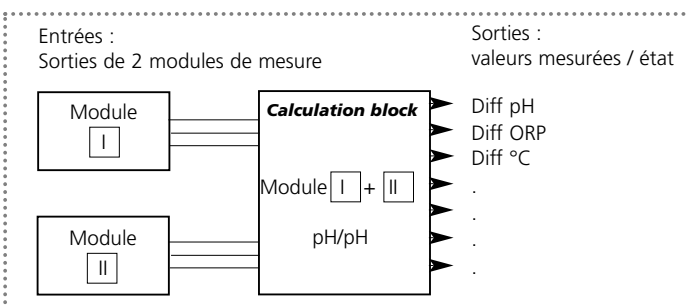 Entrées :
Sorties de 2 modules de mesure
Sorties :
valeurs mesurées / état
Module
I
Module
II
Calculation block
Module I + II
pH/pH
Diff pH
Diff ORP
Diff °C
.
.
.
.